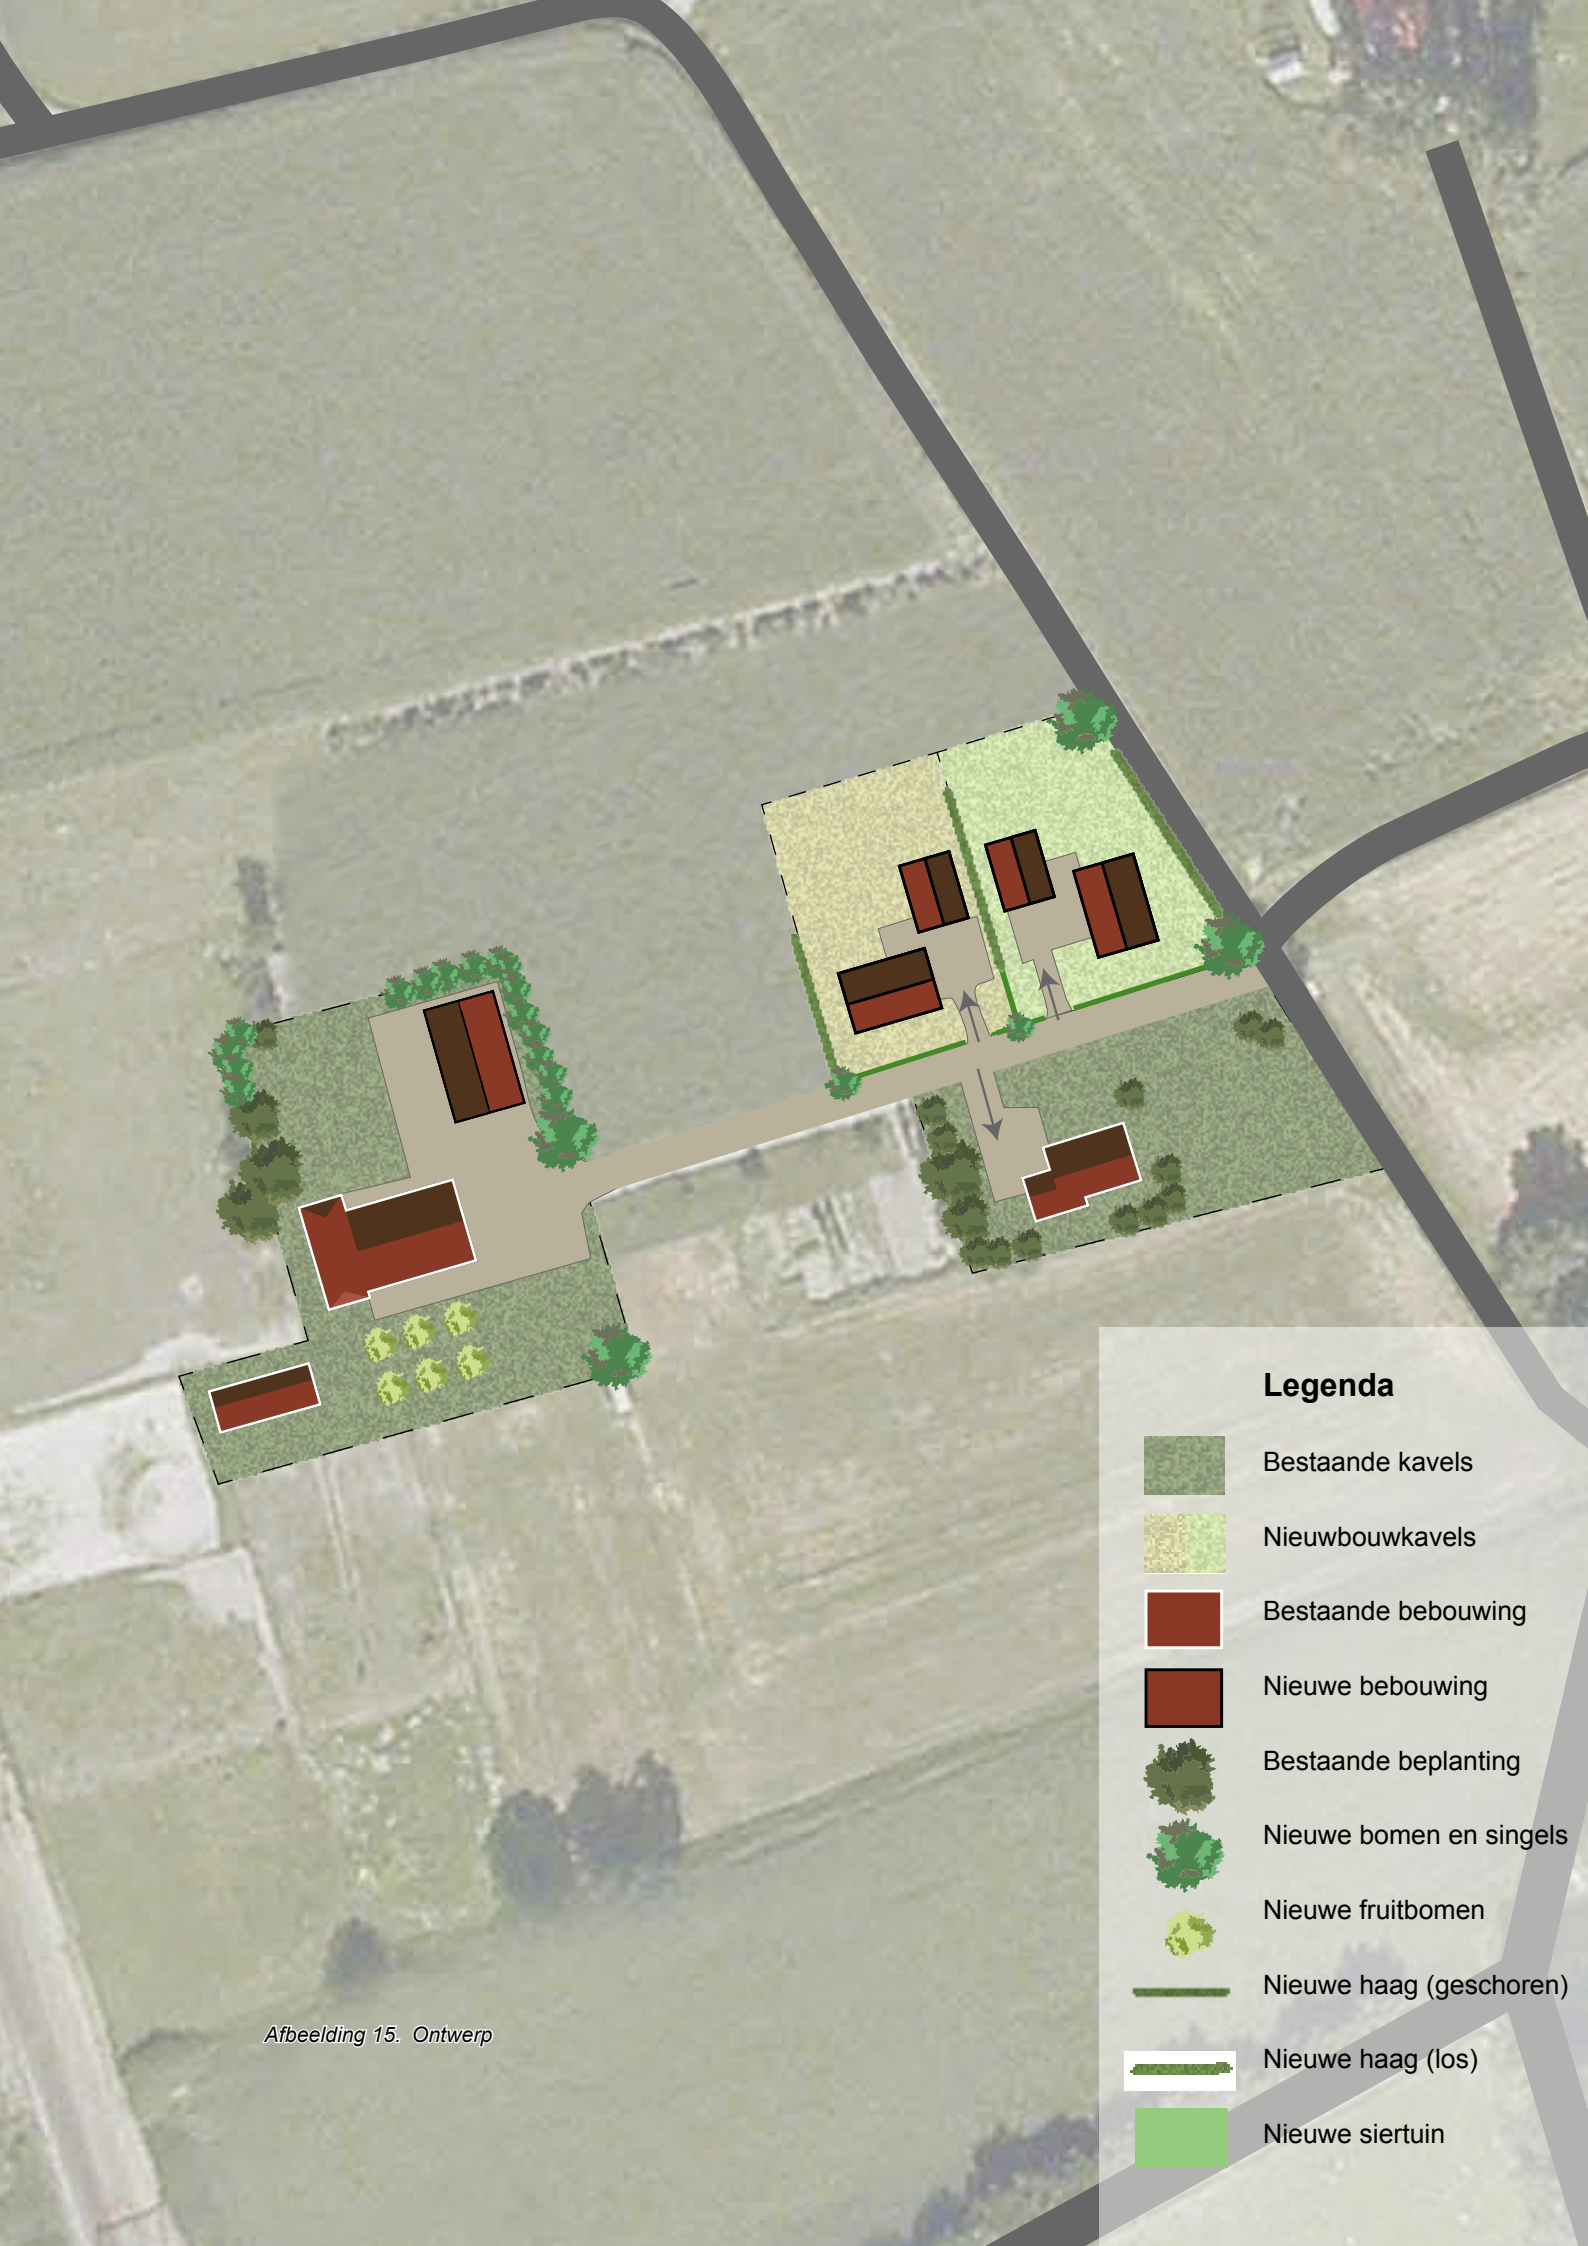 Legenda
Bestaande kavels
Nieuwbouwkavels
Bestaande bebouwing
Nieuwe bebouwing
Bestaande beplanting
Nieuwe bomen en singels
Nieuwe fruitbomen
Nieuwe haag (geschoren)
Nieuwe haag (los)
Nieuwe siertuin
Afbeelding 15. Ontwerp